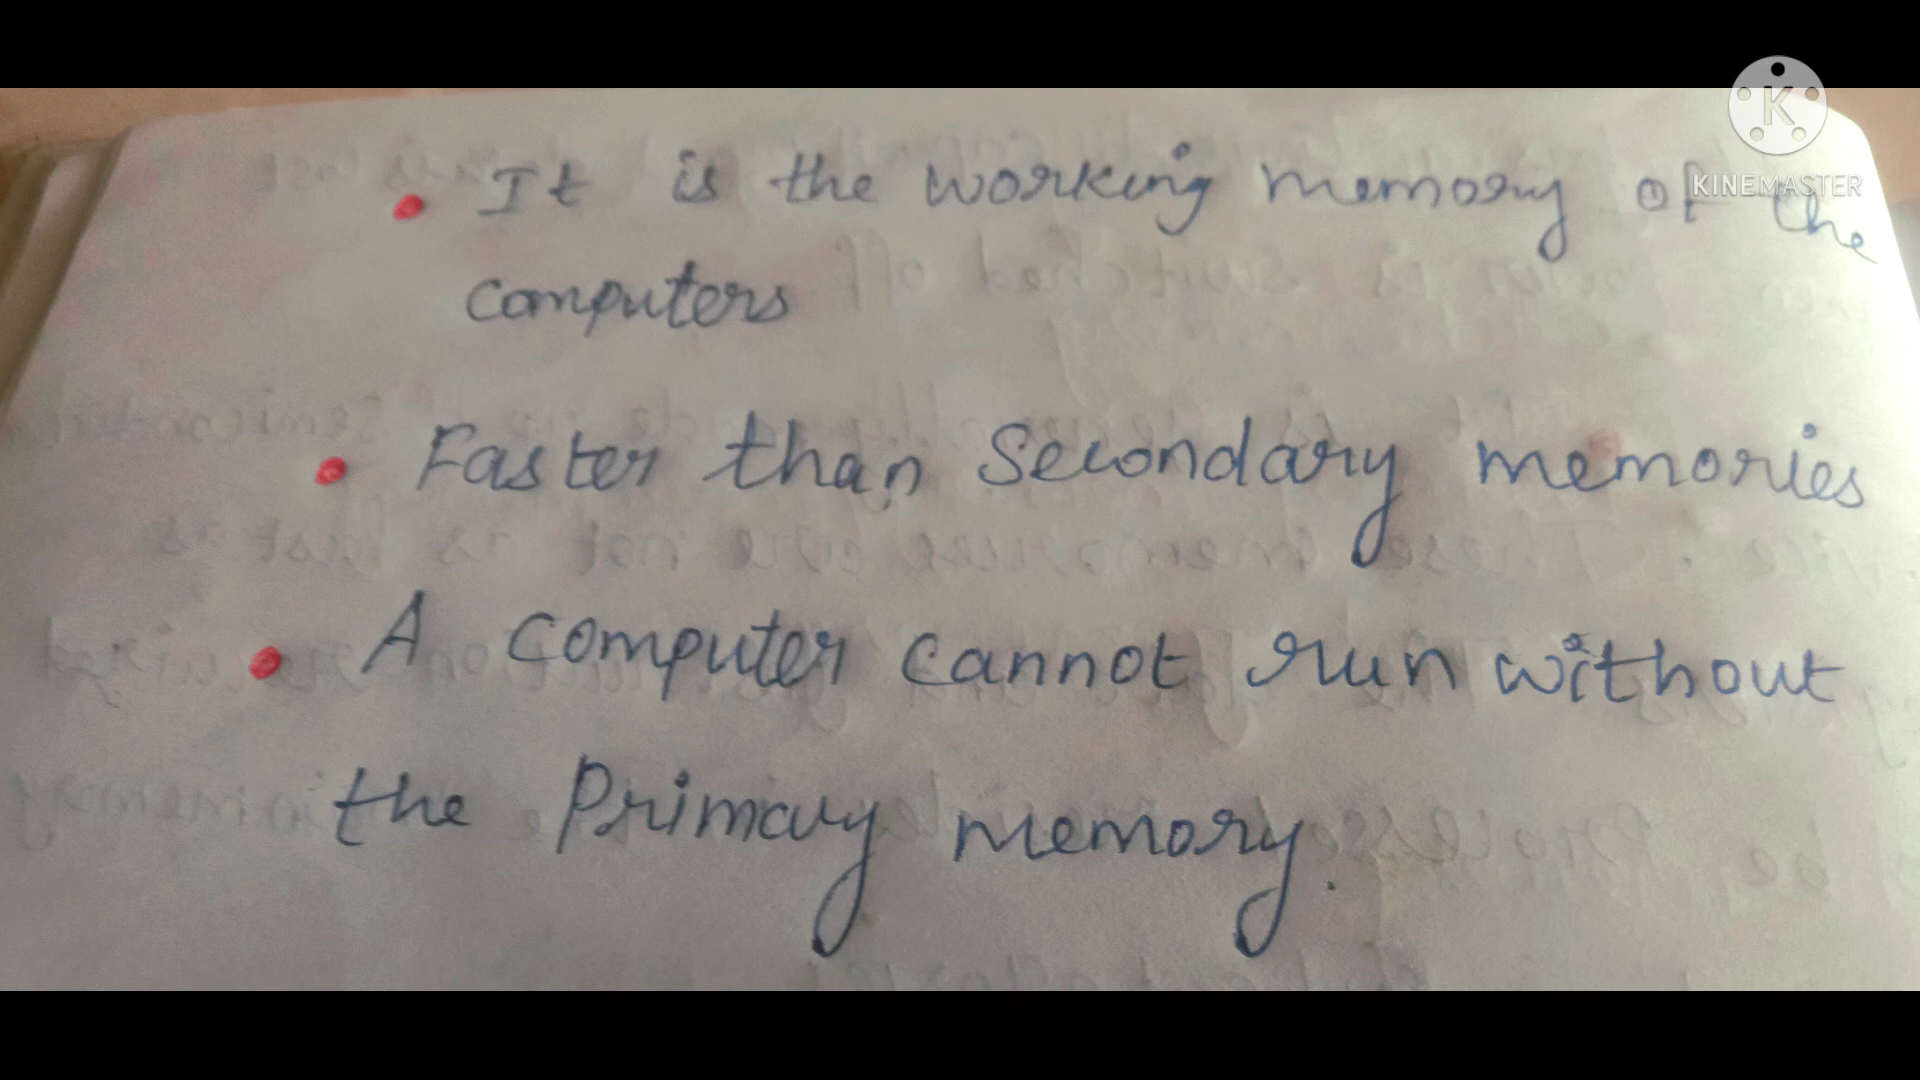 • It is the working memory of the
computers
• Faster than Secondary memories
• A computer cannot run without
the Primary memory.
K
KINEMASTER